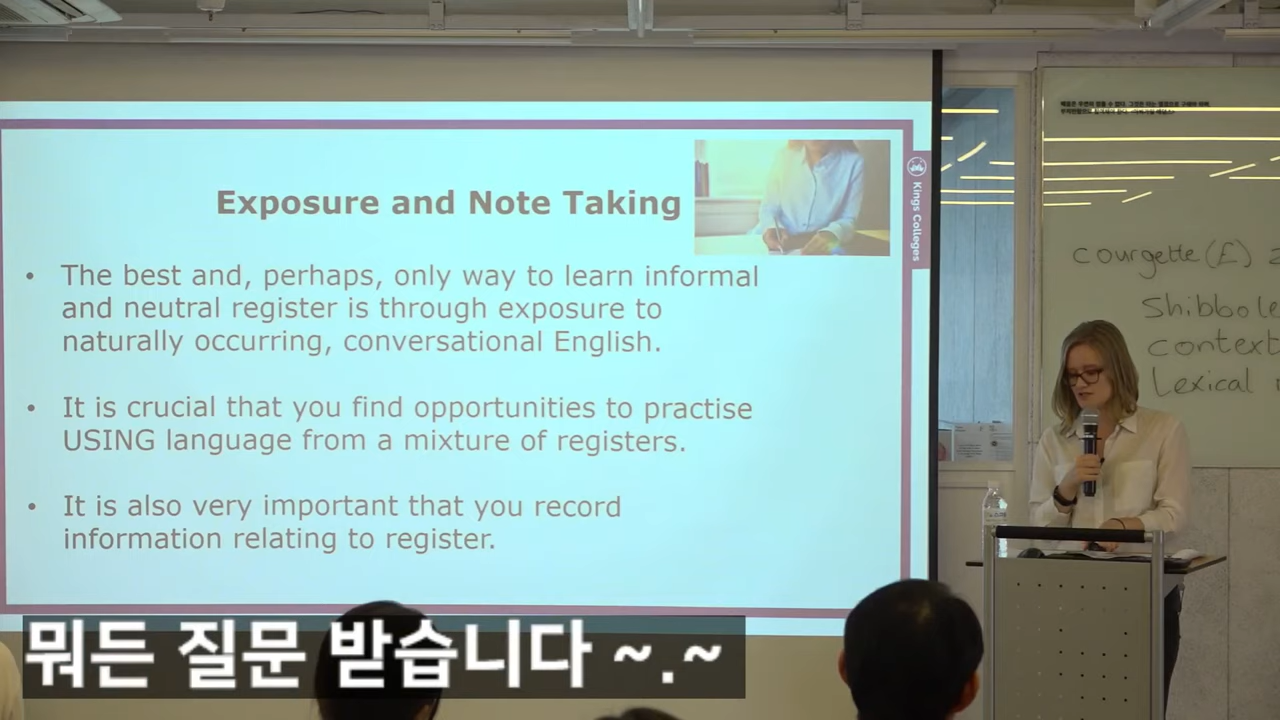 Exposure and Note Taking
• The best and, perhaps, only way to learn informal
and neutral register is through exposure to
naturally occurring, conversational English.
• It is crucial that you find opportunities to practise
USING language from a mixture of registers.
• It is also very important that you record
information relating to register.
Kings Colleges
courgette (E)
Shibbole
context
Lexical
뭐든 질문 받습니다 ~.~